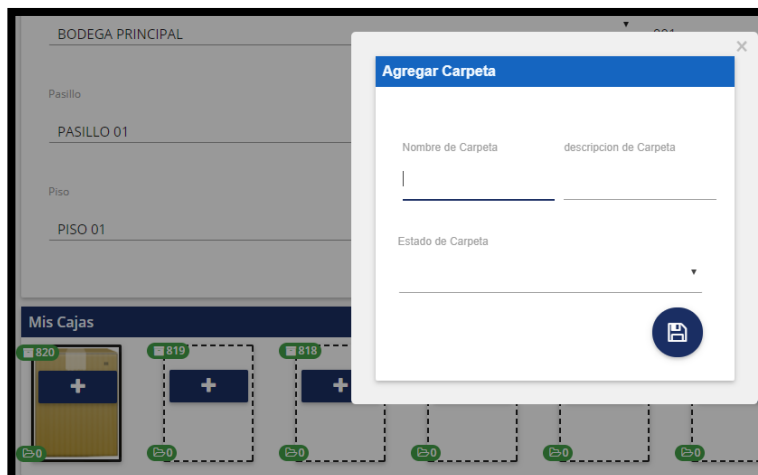 BODEGA PRINCIPAL
Agregar Carpeta
Pasillo
PASILLO 01
Nombre de Carpeta
descripcion de Carpeta
Piso
PISO 01
Estado de Carpeta
Mis Cajas
820
819
818
0
0
0
0
0
0